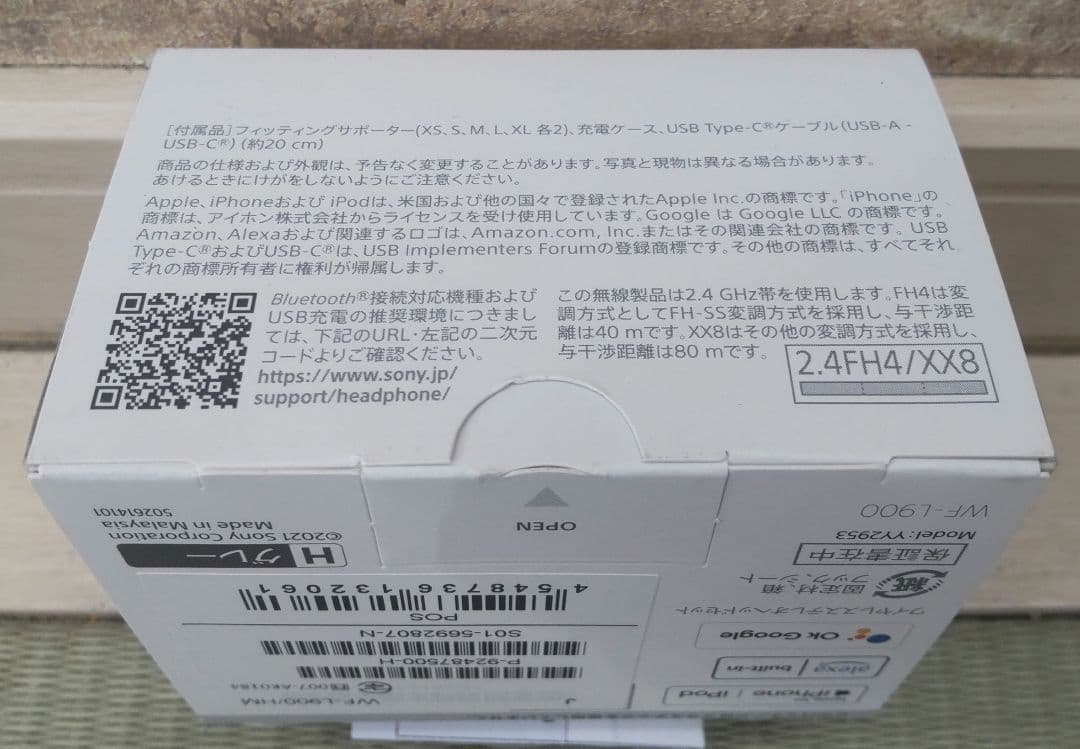 [付属品]フィッティングサポーター(XS、S、M、L、XL 各2)、充電ケース、USB Type-C®ケーブル(USB-A -
USB-C®) (約20 cm)
商品の仕様および外観は、予告なく変更することがあります。写真と現物は異なる場合があります。
あけるときにけがをしないようにご注意ください。
Apple、iPhoneおよび iPodは、米国および他の国々で登録されたApple Inc.の商標です。「iPhone」の
商標は、アイホン株式会社からライセンスを受け使用しています。Google は Google LLC の商標です。
Amazon、Alexaおよび関連するロゴは、Amazon.com, Inc.またはその関連会社の商標です。 USB
Type-C®およびUSB-C®は、USB Implementers Forumの登録商標です。その他の商標は、すべてそれ
ぞれの商標所有者に権利が帰属します。
Bluetooth®接続対応機種および
USB充電の推奨環境につきまし
ては、下記のURL・左記の二次元
コードよりご確認ください。
https://www.sony.jp/
support/headphone/
この無線製品は2.4 GHz帯を使用します。FH4は変
調方式としてFH-SS変調方式を採用し、与干渉距
離は40 mです。XX8はその他の変調方式を採用し、
与干渉距離は80 mです。
2.4FH4/XX8
OPEN
WF-L900
Model: YY2953
保証書在中
紙
固定材、箱
フック、シート
ワイヤレスステレオヘッドセット
Ok Google
alexa built-in
iPhone | iPod
©2021 Sony Corporation
Made in Malaysia
502614101
H グレー
4 548736 132061
POS
S01-5692807-N
P-92487500-H
WF-L900/HM
J